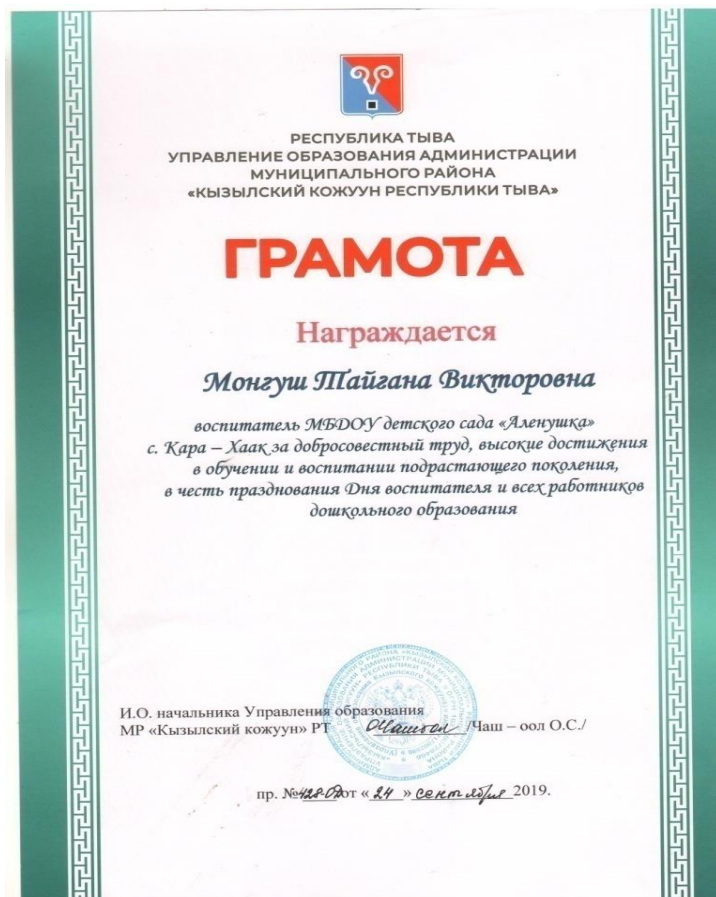 РЕСПУБЛИКА ТЫВА
УПРАВЛЕНИЕ ОБРАЗОВАНИЯ АДМИНИСТРАЦИИ
МУНИЦИПАЛЬНОГО РАЙОНА
«КЫЗЫЛСКИЙ КОЖУУН РЕСПУБЛИКИ ТЫВА»
ГРАМОТА
Награждается
Монгуш Тайгана Викторовна
воспитатель МБДОУ детского сада «Аленушка»
с. Кара – Хаак за добросовестный труд, высокие достижения
в обучении и воспитании подрастающего поколения,
в честь празднования Дня воспитателя и всех работников
дошкольного образования
И.О. начальника Управления образования
МР «Кызылский кожуун» РТ /Чаш – оол О.С./
пр. № от « 24 » сентября 2019.